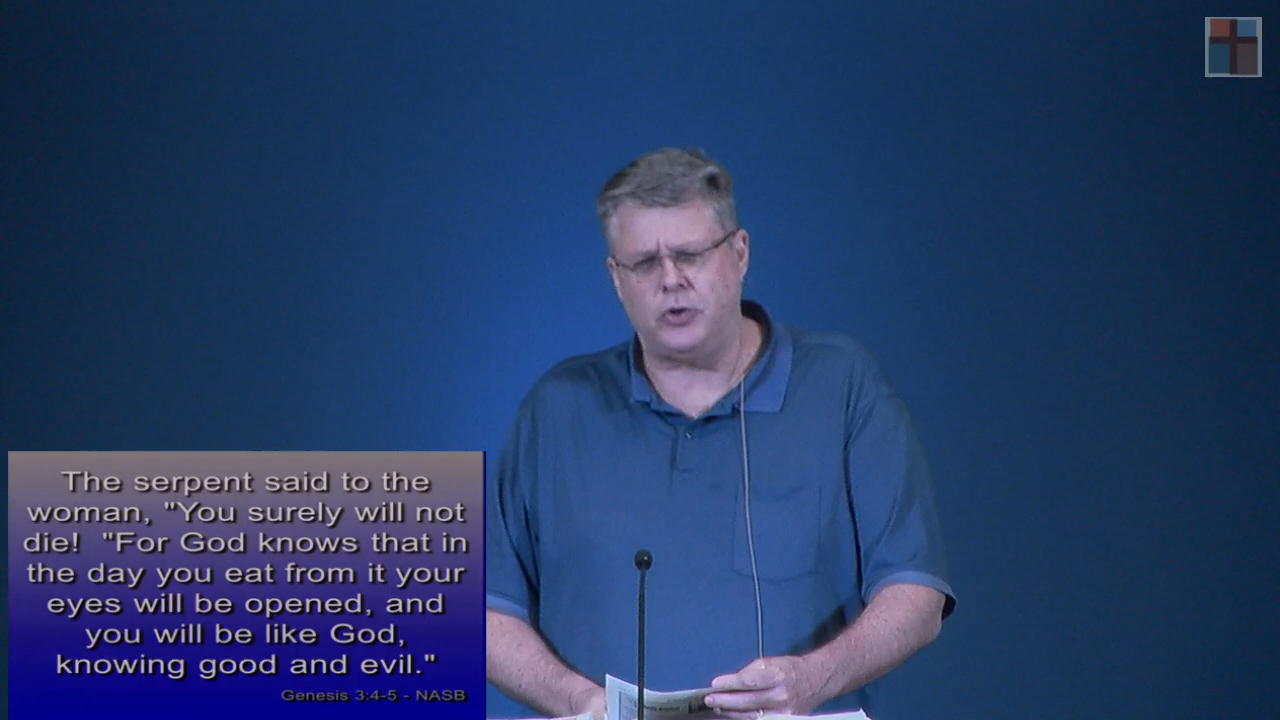 The serpent said to the
woman, "You surely will not
die!  "For God knows that in
the day you eat from it your
eyes will be opened, and
you will be like God,
knowing good and evil."
Genesis 3:4-5 - NASB